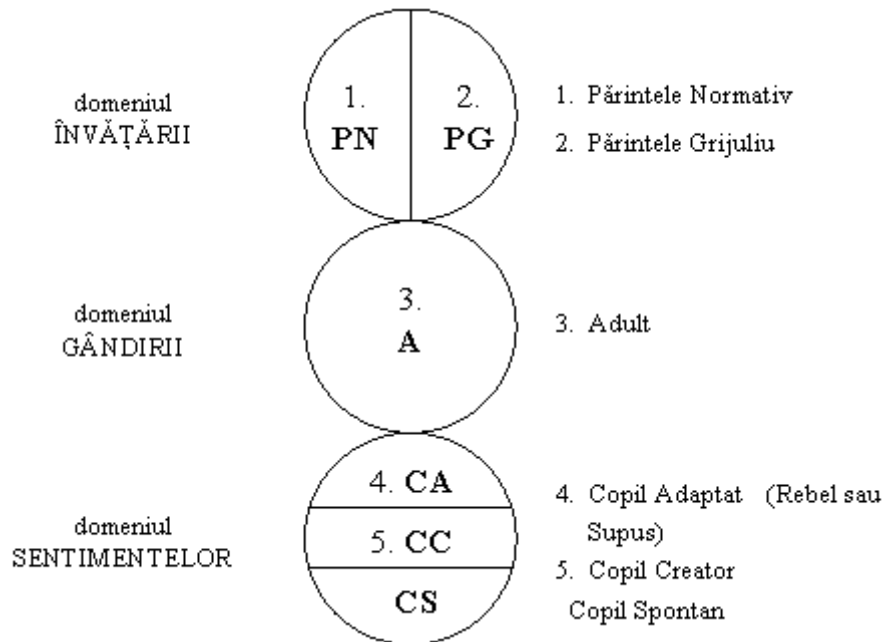 domeniul
ÎNVĂȚĂRII
1.
PN
2.
PG
1. Părintele Normativ
2. Părintele Grijuliu
domeniul
GÂNDIRII
3.
A
3. Adult
domeniul
SENTIMENTELOR
4. CA
5. CC
CS
4. Copil Adaptat (Rebel sau
Supus)
5. Copil Creator
Copil Spontan